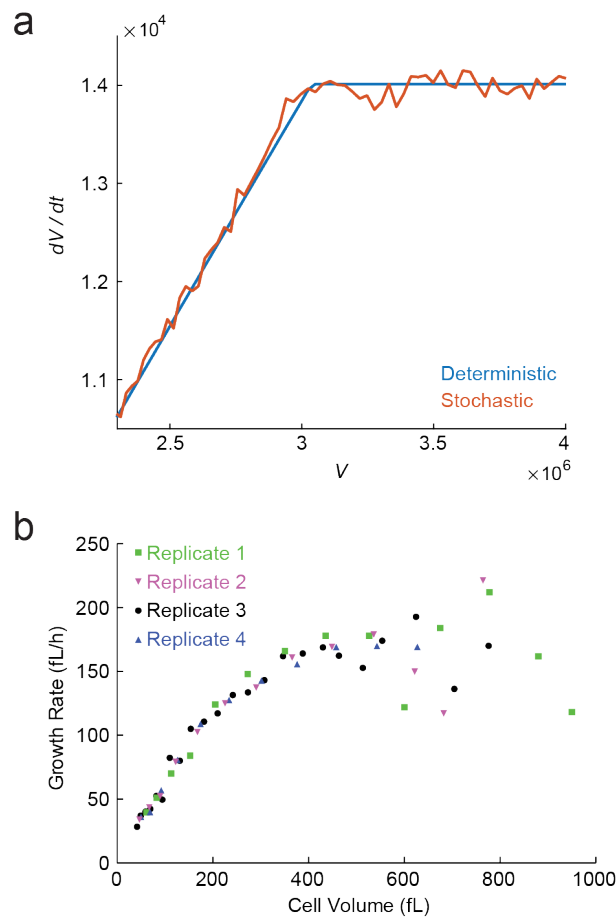 a
×10⁴
1.4
1.3
1.2
1.1
dV / dt
Deterministic
Stochastic
2.5 3 3.5 4
V
×10⁶
b
250
200
150
100
50
0
Growth Rate (fL/h)
Replicate 1
Replicate 2
Replicate 3
Replicate 4
0 200 400 600 800 1000
Cell Volume (fL)